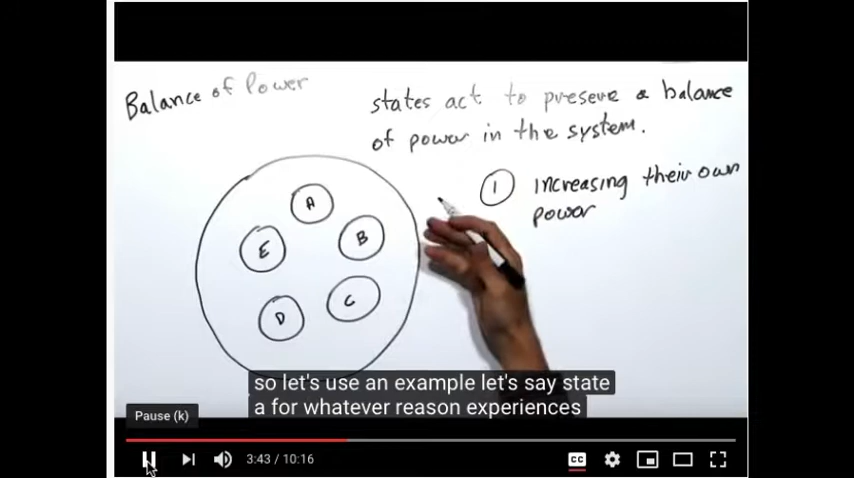 Balance of Power
states act to preseve a balance
of power in the system.
1 Increasing their own
power
A
E
B
C
D
so let's use an example let's say state
a for whatever reason experiences
Pause (k)
3:43 / 10:16
CC